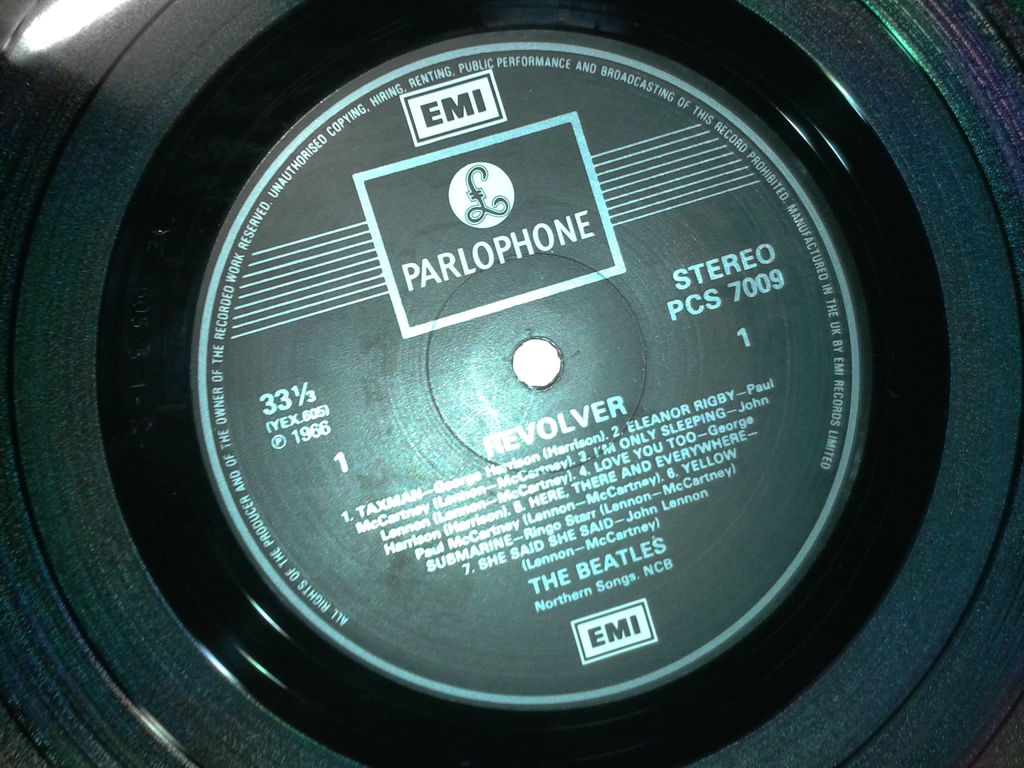 ALL RIGHTS OF THE PRODUCER AND OF THE OWNER OF THE RECORDED WORK RESERVED. UNAUTHORISED COPYING, HIRING, RENTING, PUBLIC PERFORMANCE AND BROADCASTING OF THIS RECORD PROHIBITED. MANUFACTURED IN THE UK BY EMI RECORDS LIMITED
EMI
£
PARLOPHONE
STEREO
PCS 7009
1
33⅓
(YEX.605)
℗ 1966
1
REVOLVER
1. TAXMAN—George Harrison (Harrison). 2. ELEANOR RIGBY—Paul
McCartney (Lennon—McCartney). 3. I'M ONLY SLEEPING—John
Lennon (Lennon—McCartney). 4. LOVE YOU TOO—George
Harrison (Harrison). 5. HERE, THERE AND EVERYWHERE—
Paul McCartney (Lennon—McCartney). 6. YELLOW
SUBMARINE—Ringo Starr (Lennon—McCartney)
7. SHE SAID SHE SAID—John Lennon
(Lennon—McCartney)
THE BEATLES
Northern Songs. NCB
EMI